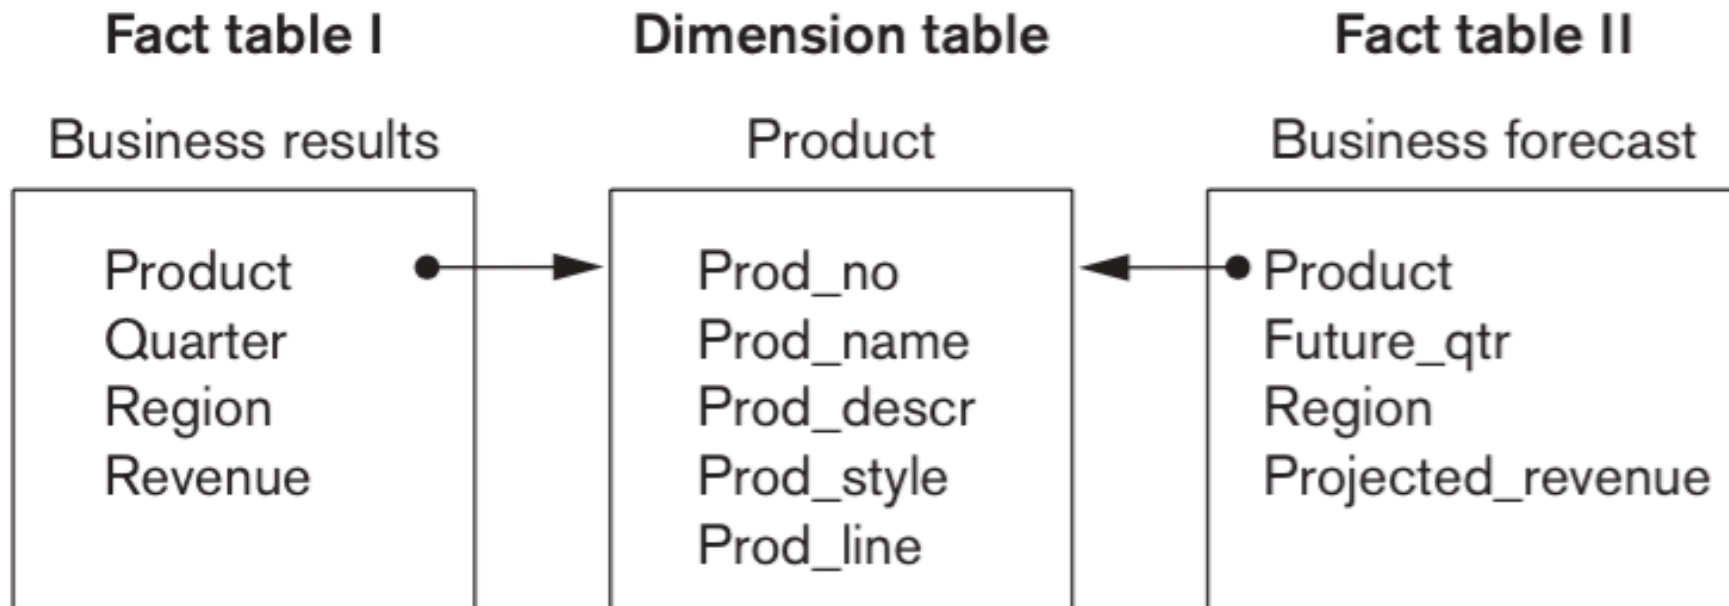 Fact table I
Business results
Product
Quarter
Region
Revenue
Dimension table
Product
Prod_no
Prod_name
Prod_descr
Prod_style
Prod_line
Fact table II
Business forecast
Product
Future_qtr
Region
Projected_revenue